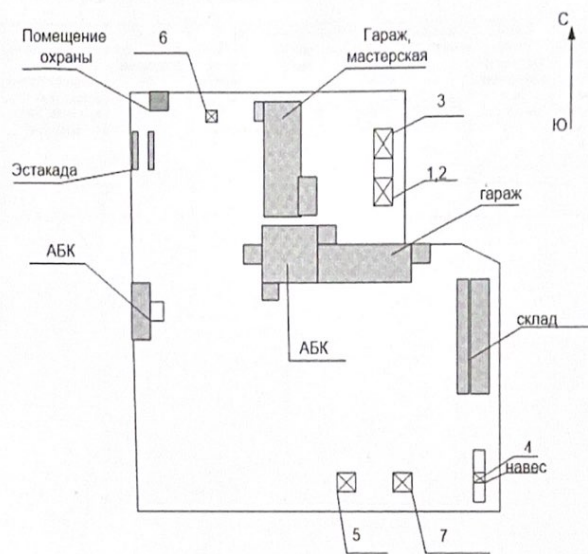 Помещение
охраны
6
Гараж,
мастерская
С
Ю
3
1,2
гараж
Эстакада
АБК
АБК
склад
4
навес
5
7